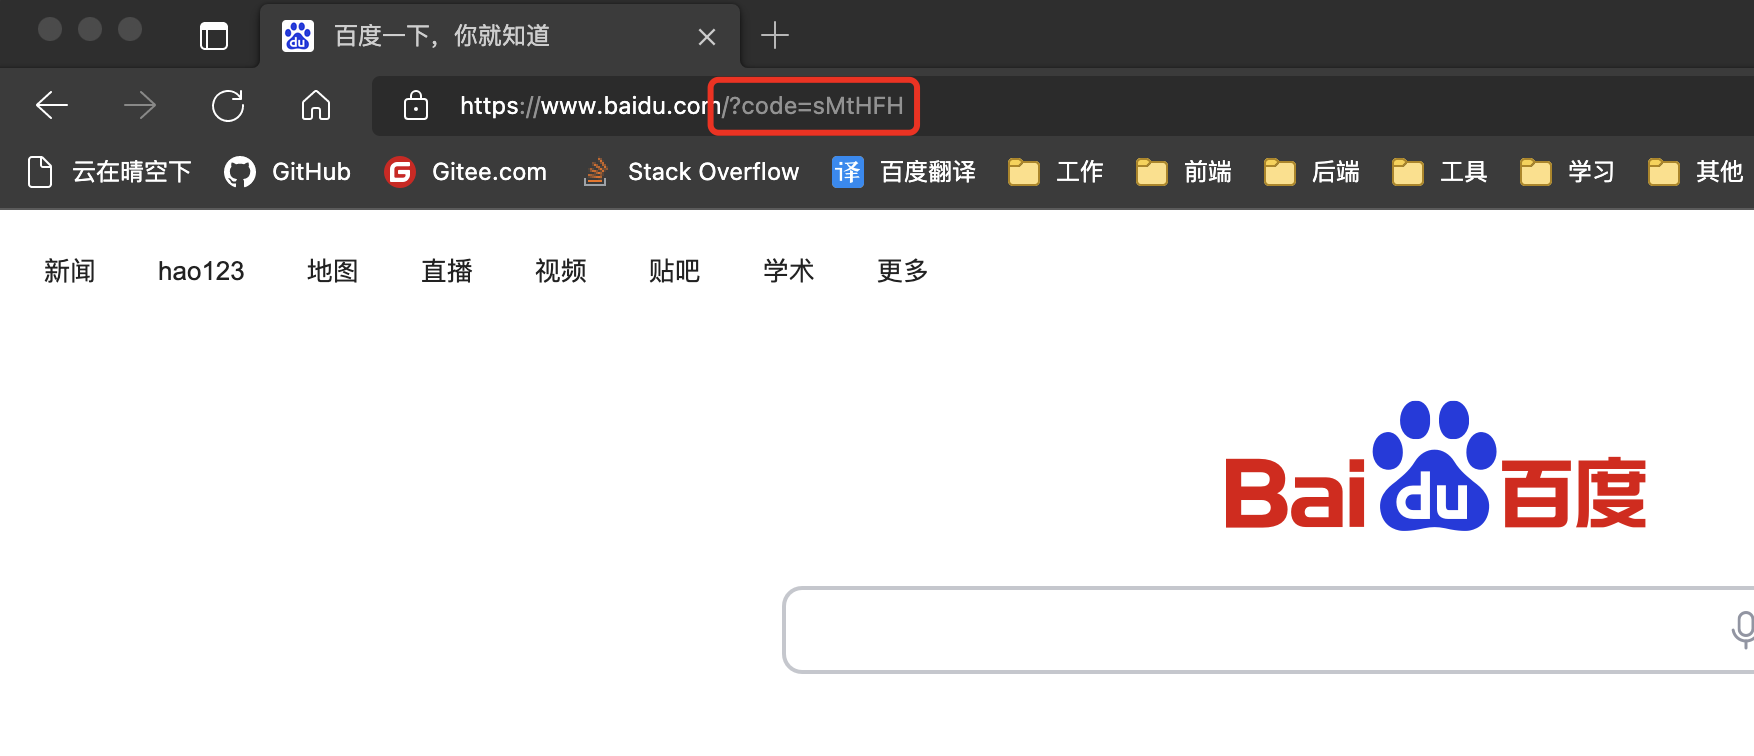 百度一下，你就知道
https://www.baidu.com/?code=sMtHFH
云在晴空下 GitHub G Gitee.com Stack Overflow 译 百度翻译 工作 前端 后端 工具 学习 其他
新闻 hao123 地图 直播 视频 贴吧 学术 更多
Bai du 百度